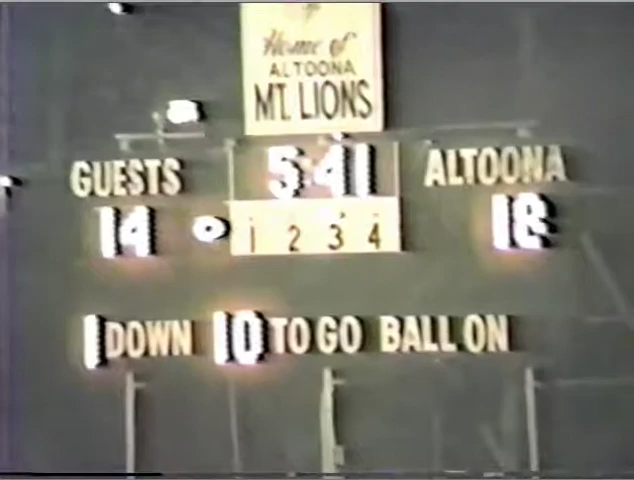 Home of
ALTOONA
MT. LIONS
GUESTS 5:41 ALTOONA
14 18
1 2 3 4
1 DOWN 10 TO GO BALL ON